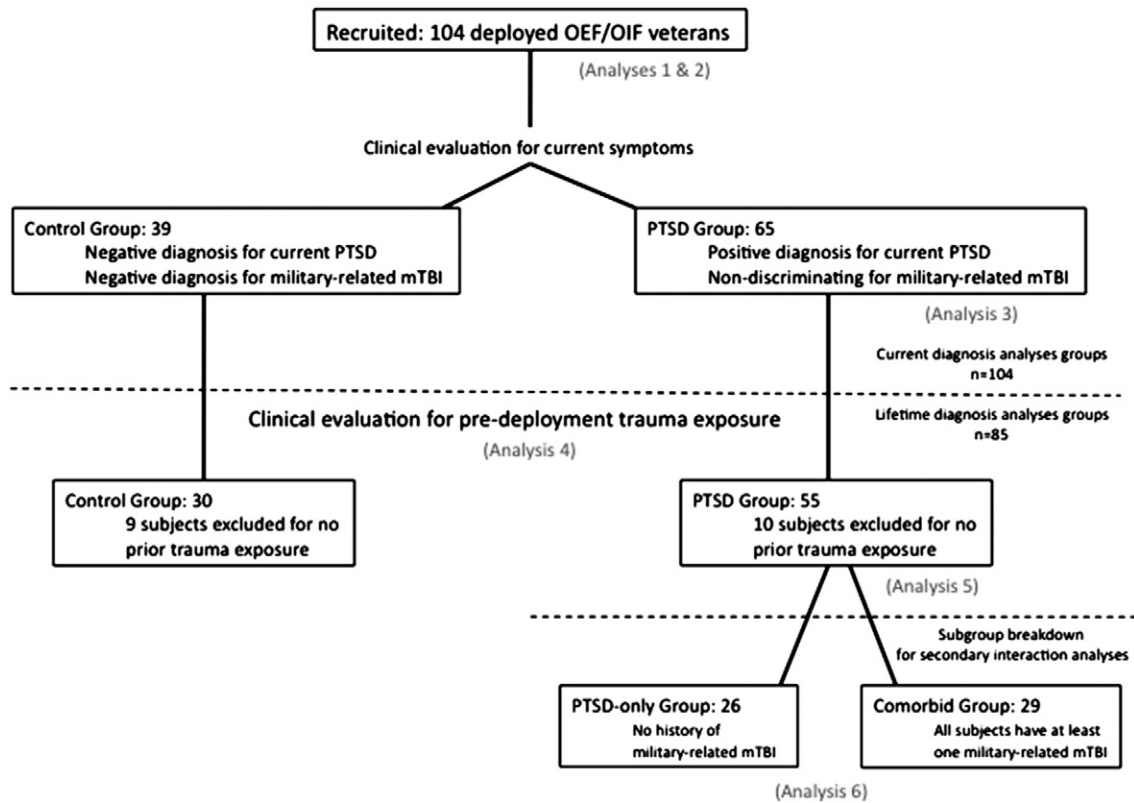 Recruited: 104 deployed OEF/OIF veterans
(Analyses 1 & 2)
Clinical evaluation for current symptoms
Control Group: 39
Negative diagnosis for current PTSD
Negative diagnosis for military-related mTBI
PTSD Group: 65
Positive diagnosis for current PTSD
Non-discriminating for military-related mTBI
(Analysis 3)
Current diagnosis analyses groups
n=104
Clinical evaluation for pre-deployment trauma exposure
(Analysis 4)
Lifetime diagnosis analyses groups
n=85
Control Group: 30
9 subjects excluded for no
prior trauma exposure
PTSD Group: 55
10 subjects excluded for no
prior trauma exposure
(Analysis 5)
Subgroup breakdown
for secondary interaction analyses
PTSD-only Group: 26
No history of
military-related mTBI
Comorbid Group: 29
All subjects have at least
one military-related mTBI
(Analysis 6)